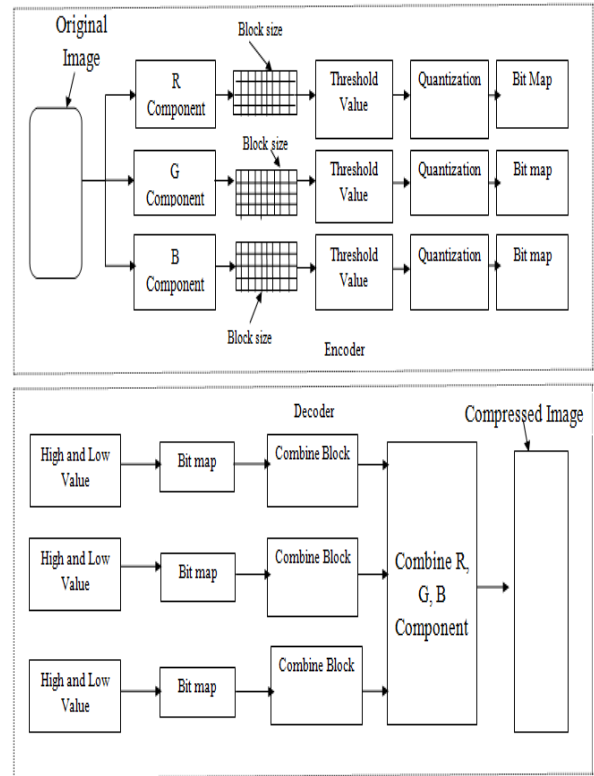 Original
Image
Block size
R
Component
Threshold
Value
Quantization
Bit Map
Block size
G
Component
Threshold
Value
Quantization
Bit map
B
Component
Threshold
Value
Quantization
Bit map
Block size
Encoder
Decoder
Compressed Image
High and Low
Value
Bit map
Combine Block
High and Low
Value
Bit map
Combine Block
Combine R,
G, B
Component
High and Low
Value
Bit map
Combine Block